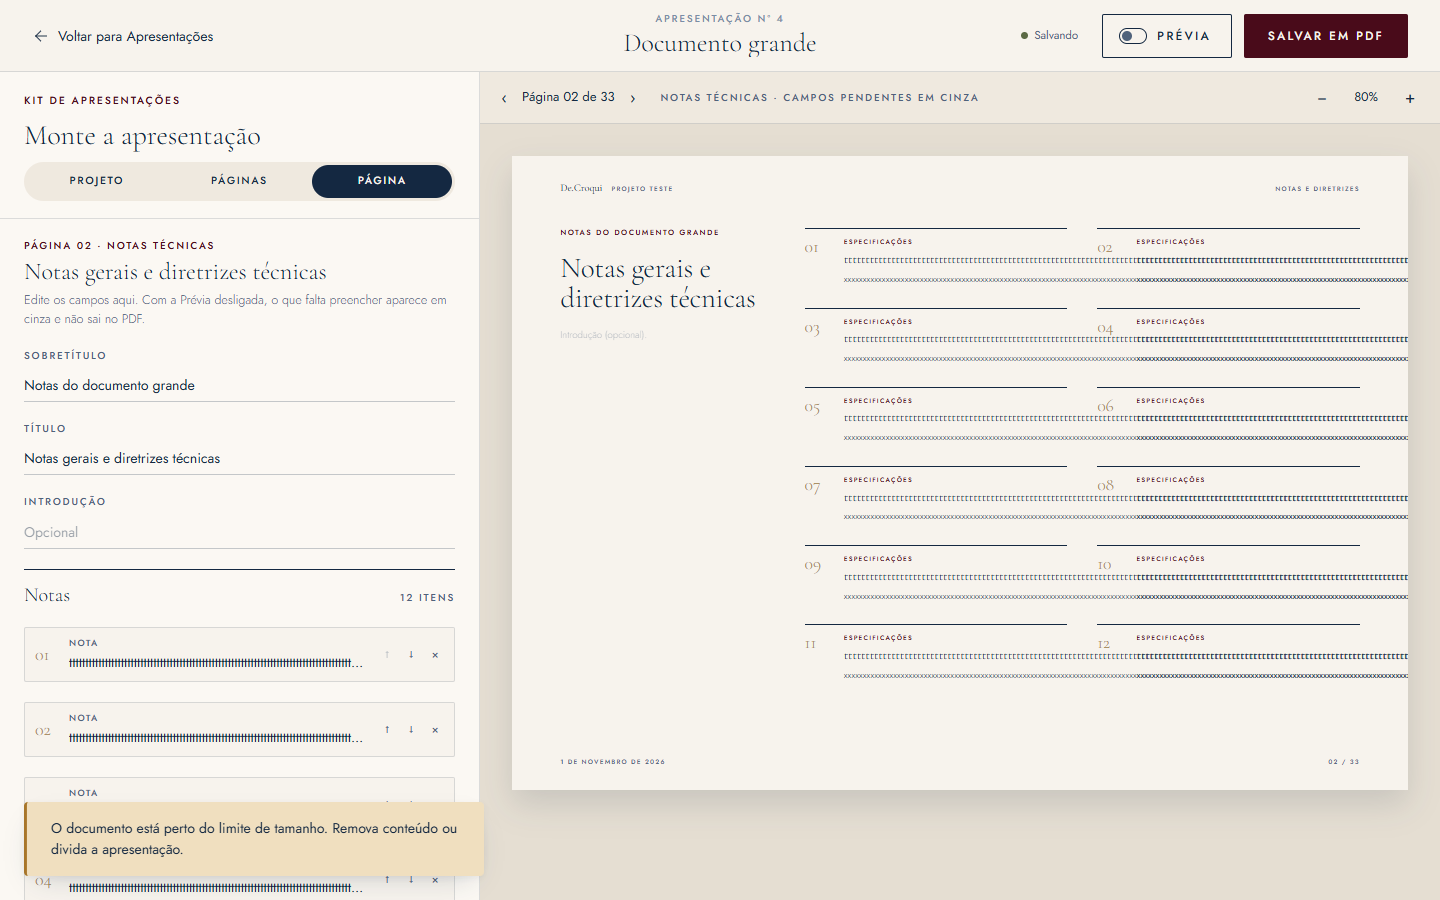 Voltar para Apresentações
APRESENTAÇÃO Nº 4
Documento grande
Salvando
PRÉVIA
SALVAR EM PDF
KIT DE APRESENTAÇÕES
Monte a apresentação
PROJETO
PÁGINAS
PÁGINA
PÁGINA 02 · NOTAS TÉCNICAS
Notas gerais e diretrizes técnicas
Edite os campos aqui. Com a Prévia desligada, o que falta preencher aparece em
cinza e não sai no PDF.
SOBRETÍTULO
Notas do documento grande
TÍTULO
Notas gerais e diretrizes técnicas
INTRODUÇÃO
Opcional
Notas
12 ITENS
01
NOTA
02
NOTA
NOTA
04
O documento está perto do limite de tamanho. Remova conteúdo ou
divida a apresentação.
‹ Página 02 de 33 ›
NOTAS TÉCNICAS · CAMPOS PENDENTES EM CINZA
− 80% +
De.Croqui PROJETO TESTE
NOTAS E DIRETRIZES
NOTAS DO DOCUMENTO GRANDE
Notas gerais e
diretrizes técnicas
Introdução (opcional)
01 ESPECIFICAÇÕES
02 ESPECIFICAÇÕES
03 ESPECIFICAÇÕES
04 ESPECIFICAÇÕES
05 ESPECIFICAÇÕES
06 ESPECIFICAÇÕES
07 ESPECIFICAÇÕES
08 ESPECIFICAÇÕES
09 ESPECIFICAÇÕES
10 ESPECIFICAÇÕES
11 ESPECIFICAÇÕES
12 ESPECIFICAÇÕES
1 DE NOVEMBRO DE 2026
02 / 33